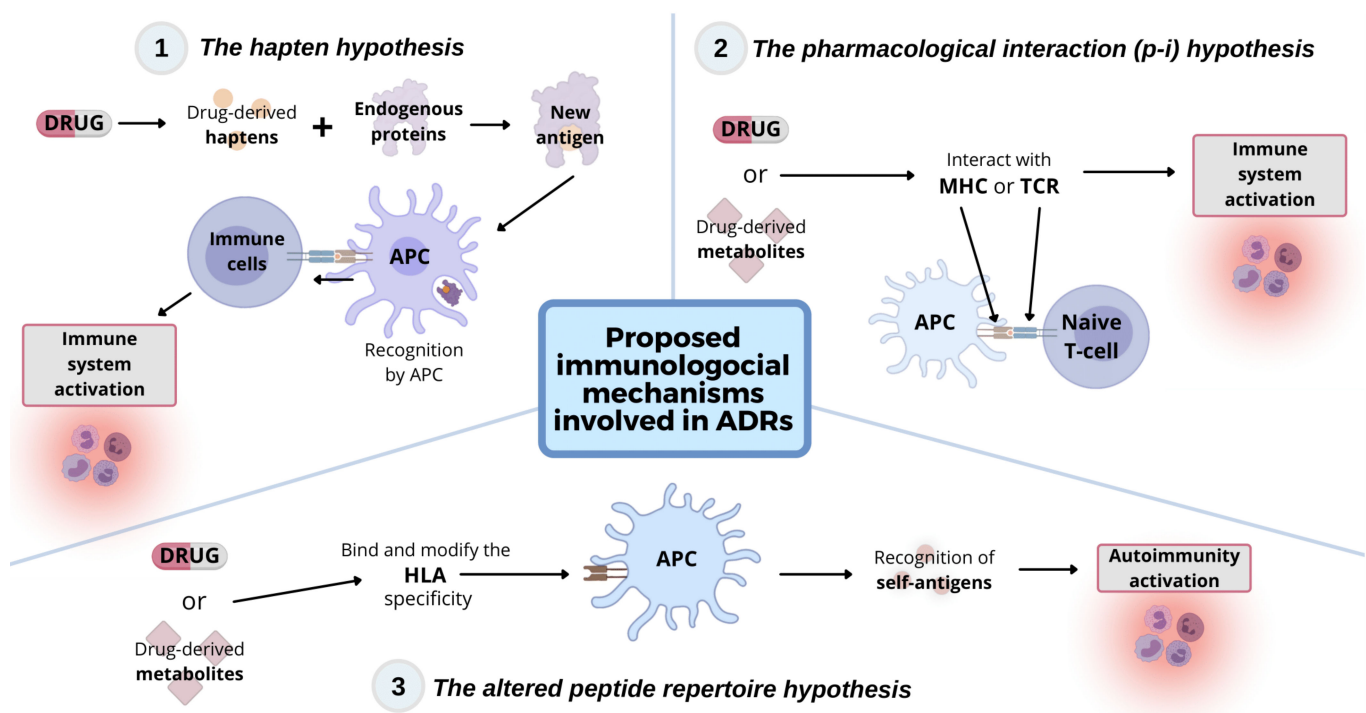 1 The hapten hypothesis
DRUG
Drug-derived
haptens
+
Endogenous
proteins
New
antigen
Immune
cells
APC
Recognition
by APC
Immune
system
activation
2 The pharmacological interaction (p-i) hypothesis
DRUG
or
Drug-derived
metabolites
Interact with
MHC or TCR
Immune
system
activation
APC
Naive
T-cell
Proposed
immunologocial
mechanisms
involved in ADRs
DRUG
or
Drug-derived
metabolites
Bind and modify the
HLA
specificity
APC
Recognition of
self-antigens
Autoimmunity
activation
3 The altered peptide repertoire hypothesis